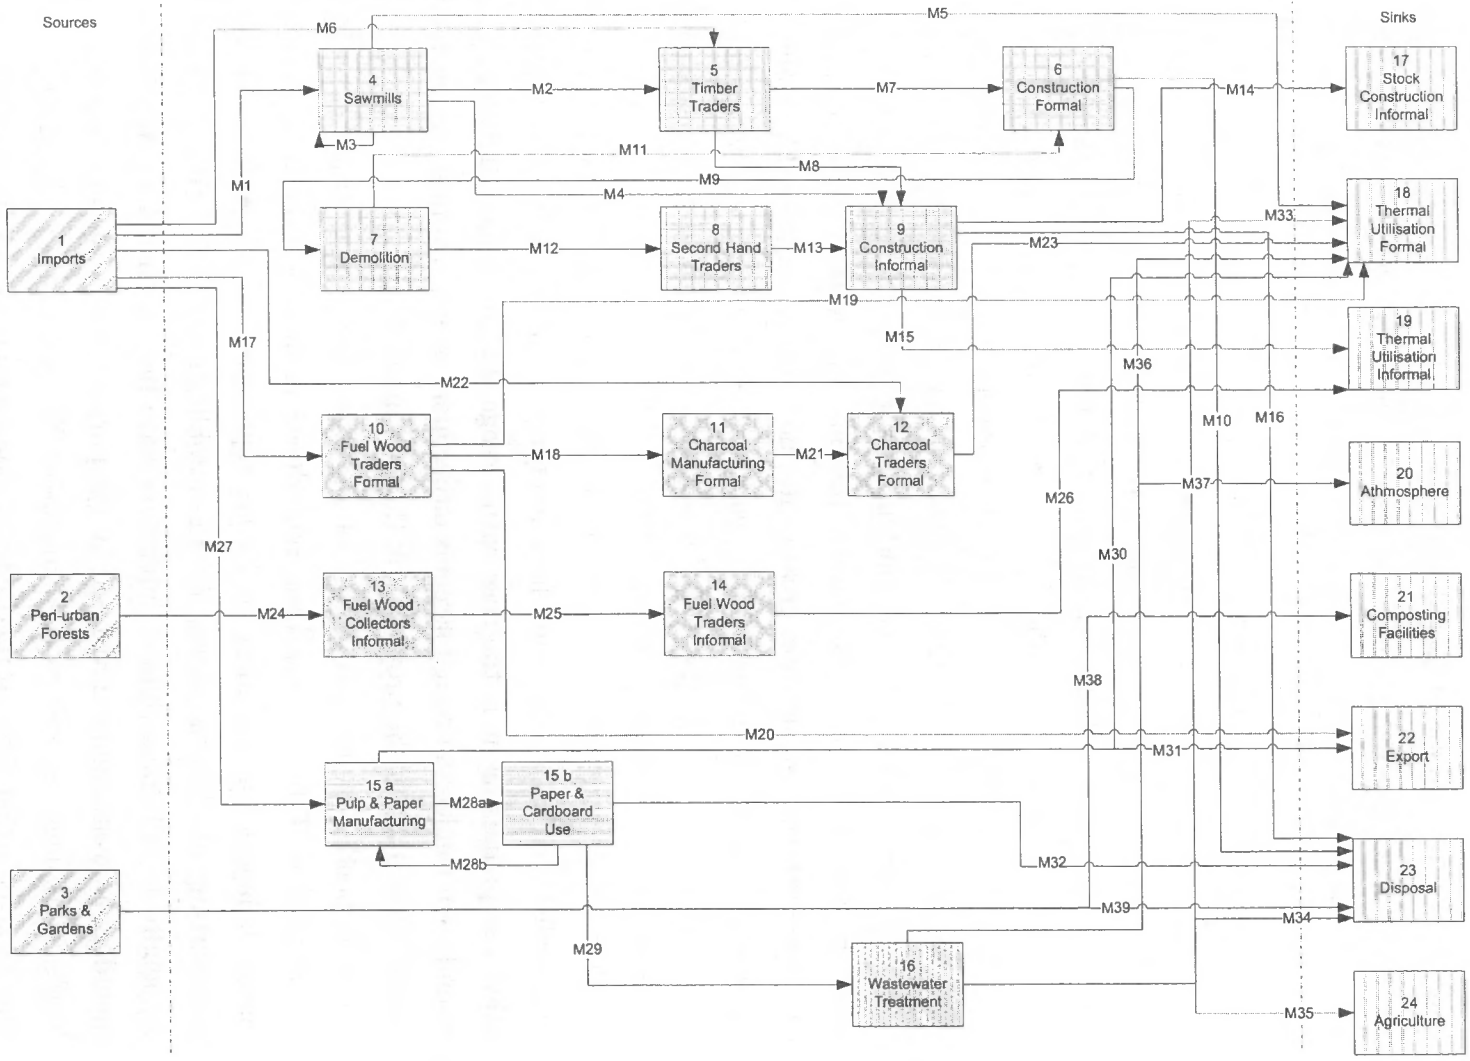 Sources
Sinks
M5
M6
4
Sawmills
M2
5
Timber
Traders
M7
6
Construction
Formal
M14
17
Stock
Construction
Informal
M3
M11
M8
M1
M9
M4
1
Imports
7
Demolition
M12
8
Second Hand
Traders
M13
9
Construction
Informal
M23
M33
18
Thermal
Utilisation
Formal
M19
M17
M15
M36
19
Thermal
Utilisation
Informal
M22
M10
M16
10
Fuel Wood
Traders
Formal
M18
11
Charcoal
Manufacturing
Formal
M21
12
Charcoal
Traders
Formal
M26
M37
20
Athmosphere
M27
M30
2
Peri-urban
Forests
M24
13
Fuel Wood
Collectors
Informal
M25
14
Fuel Wood
Traders
Informal
21
Composting
Facilities
M38
M20
M31
22
Export
15 a
Pulp & Paper
Manufacturing
M28a
15 b
Paper &
Cardboard
Use
M28b
M32
23
Disposal
3
Parks &
Gardens
M39
M34
M29
16
Wastewater
Treatment
M35
24
Agriculture